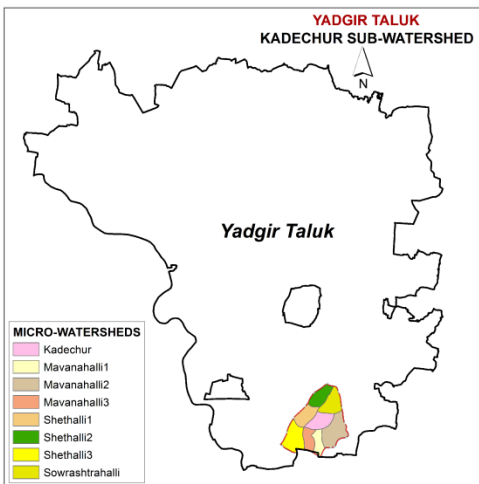 YADGIR TALUK
KADECHUR SUB-WATERSHED
N
Yadgir Taluk
MICRO-WATERSHEDS
Kadechur
Mavanahalli1
Mavanahalli2
Mavanahalli3
Shethalli1
Shethalli2
Shethalli3
Sowrashtrahalli